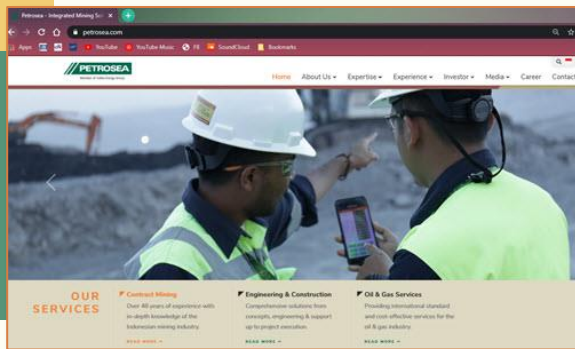 Petrosea - Integrated Mining Ser
petrosea.com
Apps
YouTube
YouTube Music
FB
SoundCloud
Bookmarks
PETROSEA
Home About Us Expertise Experience Investor Media Career Contact
OUR
SERVICES
Contract Mining
Over 48 years of experience with
in-depth knowledge of the
Indonesian mining industry.
READ MORE
Engineering & Construction
Comprehensive solutions from
concepts, engineering & support
up to project execution.
READ MORE
Oil & Gas Services
Providing international standard
and cost-effective services for the
oil & gas industry.
READ MORE